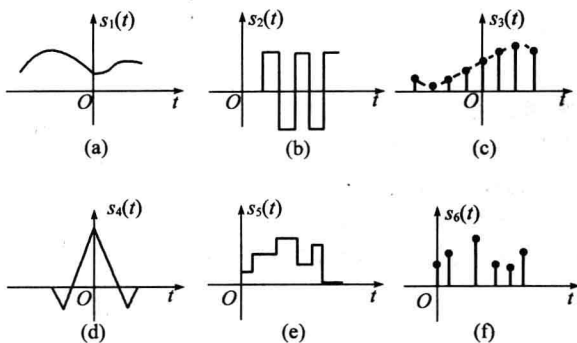 s₁(t)
O
t
(a)
s₂(t)
O
t
(b)
s₃(t)
O
t
(c)
s₄(t)
O
t
(d)
s₅(t)
O
t
(e)
s₆(t)
O
t
(f)